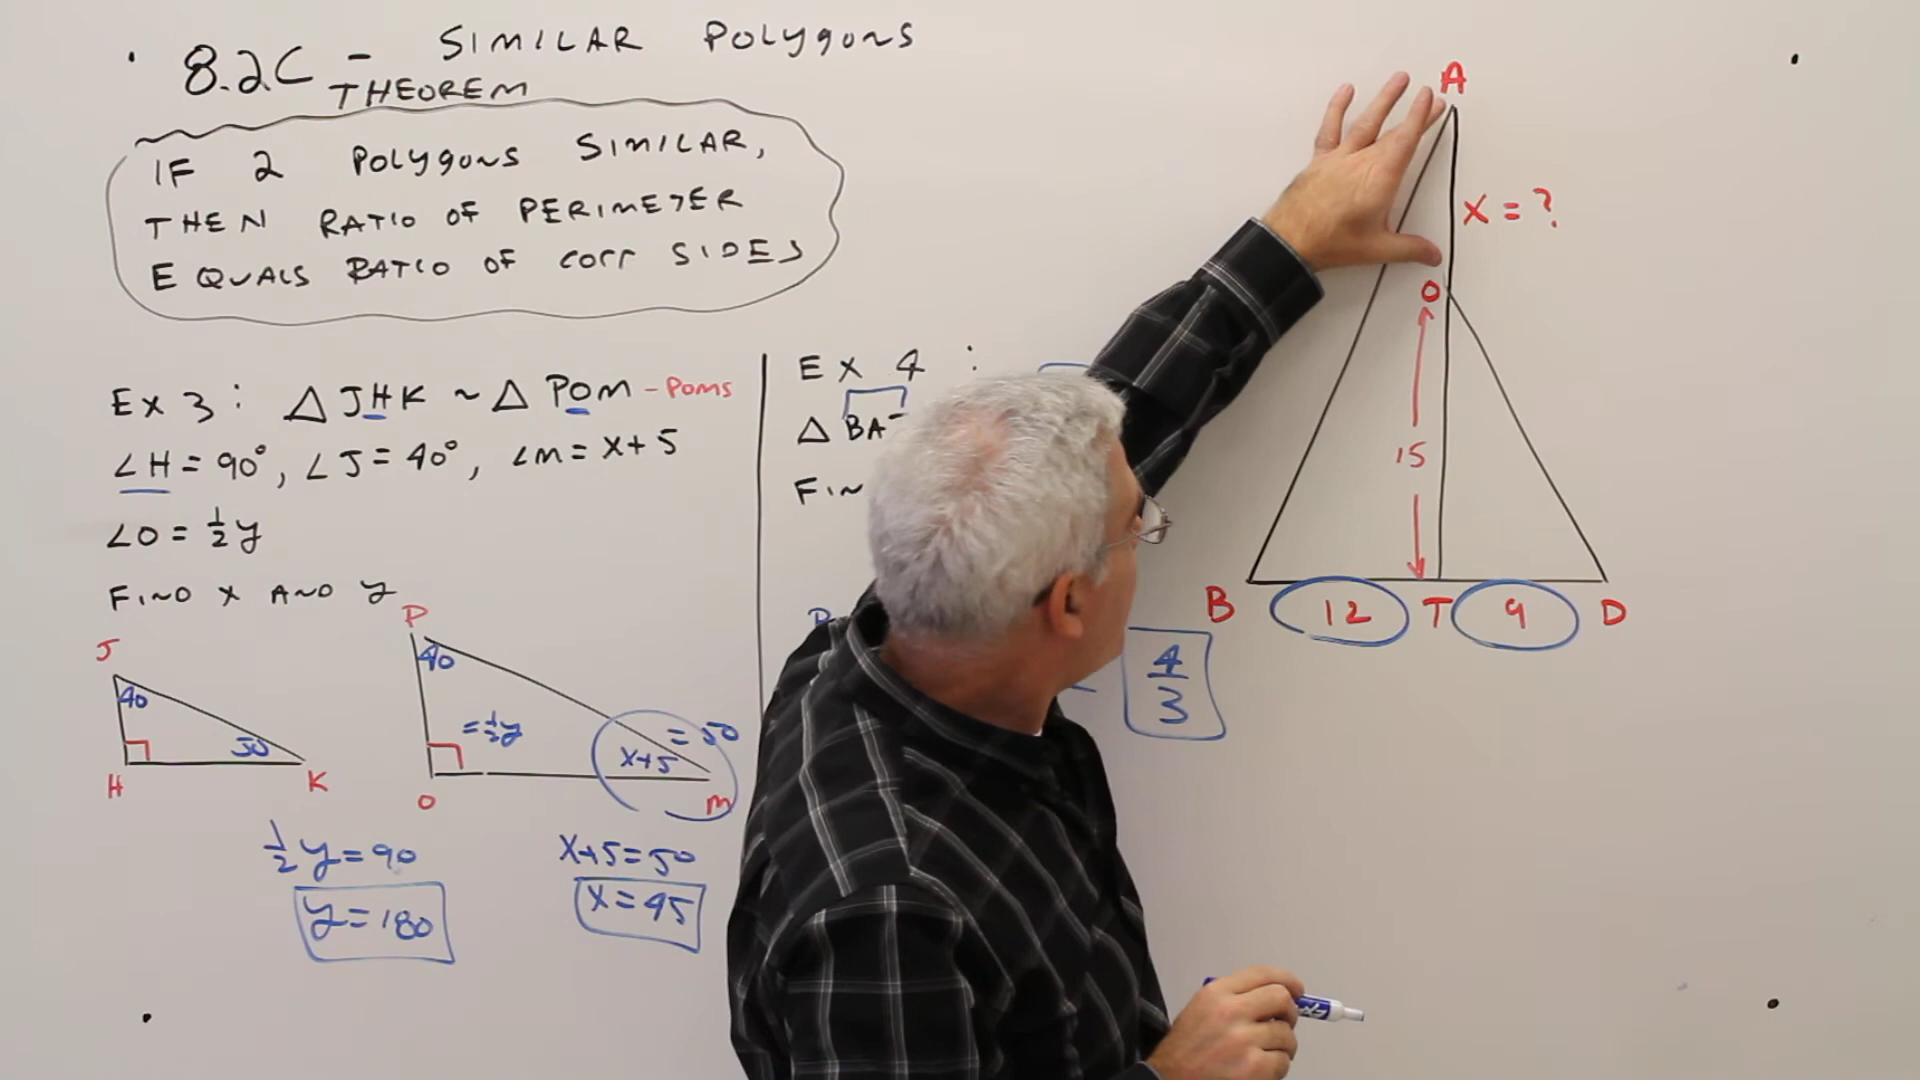 8.2C - SIMILAR POLYGONS
THEOREM
IF 2 POLYGONS SIMILAR,
THEN RATIO OF PERIMETER
EQUALS RATIO OF CORR SIDES
EX 3: △JHK ~ △POM - POMS
∠H = 90°, ∠J = 40°, ∠M = X+5
∠O = ½y
FIND X AND y
J
40
50
H
K
P
40
= ½y
X+5 = 50
O
M
½y = 90
y = 180
X+5 = 50
X = 45
EX 4:
△ BA
4/3
A
X = ?
O
15
B
12
T
9
D